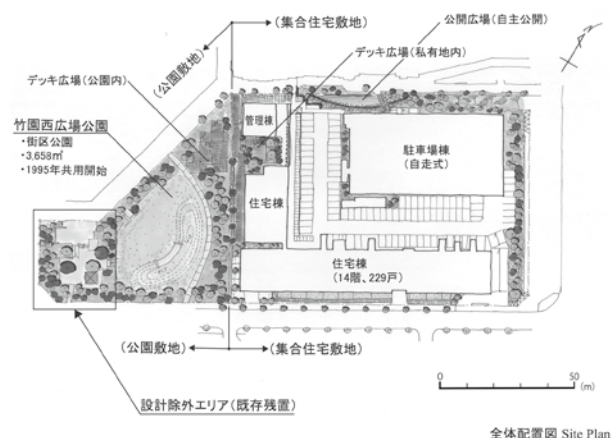 (集合住宅敷地)
公開広場(自主公開)
(公園敷地)
デッキ広場(私有地内)
デッキ広場(公園内)
竹園西広場公園
・街区公園
・3,658㎡
・1995年共用開始
管理棟
駐車場棟
(自走式)
住宅棟
住宅棟
(14階、229戸)
(公園敷地)
(集合住宅敷地)
設計除外エリア(既存残置)
0
50
(m)
全体配置図 Site Plan